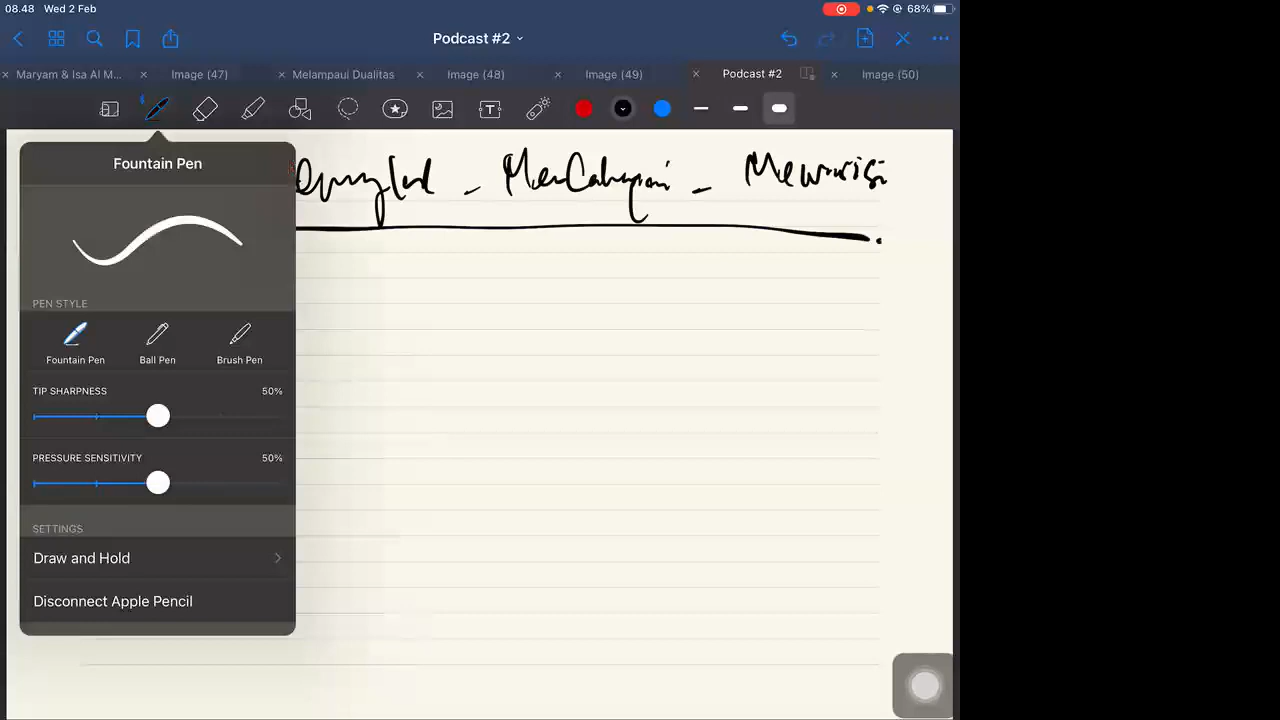 08.48 Wed 2 Feb
68%
Podcast #2
Maryam & Isa Al M...
Image (47)
Melampaui Dualitas
Image (48)
Image (49)
Podcast #2
Image (50)
Fountain Pen
PEN STYLE
Fountain Pen
Ball Pen
Brush Pen
TIP SHARPNESS 50%
PRESSURE SENSITIVITY 50%
SETTINGS
Draw and Hold
Disconnect Apple Pencil